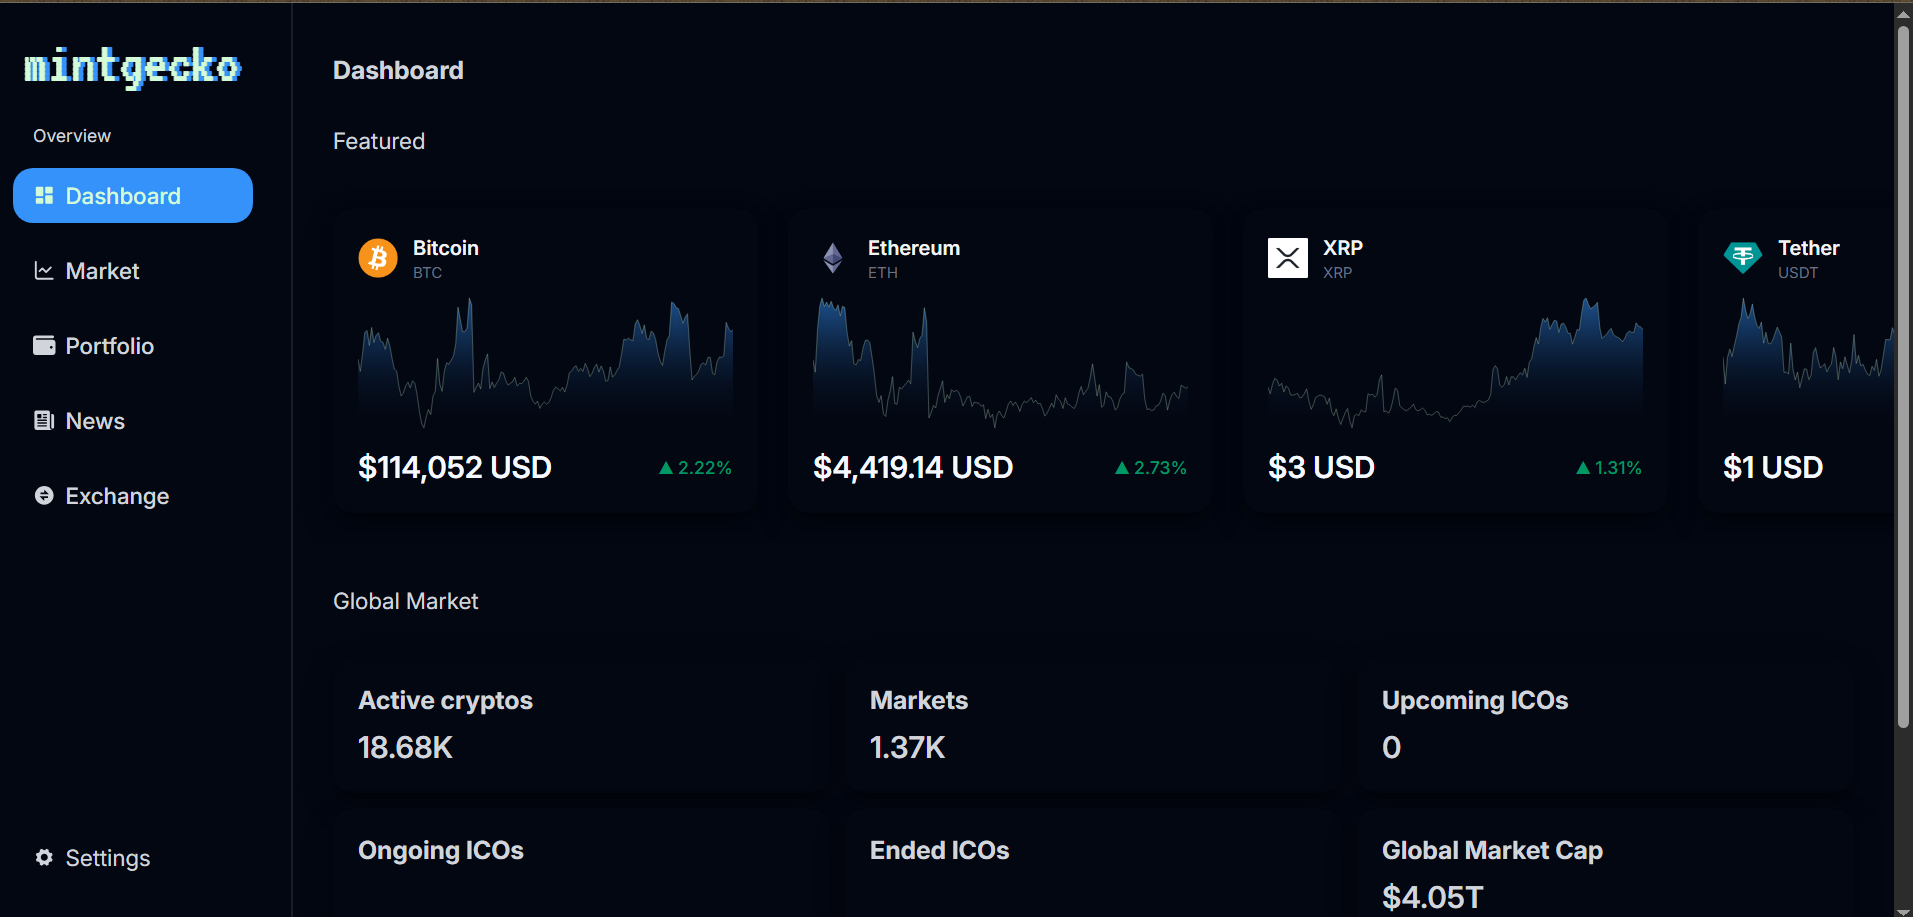 mintgecko
Overview
Dashboard
Market
Portfolio
News
Exchange
Settings
Dashboard
Featured
Bitcoin
BTC
$114,052 USD
▲ 2.22%
Ethereum
ETH
$4,419.14 USD
▲ 2.73%
XRP
XRP
$3 USD
▲ 1.31%
Tether
USDT
$1 USD
Global Market
Active cryptos
18.68K
Markets
1.37K
Upcoming ICOs
0
Ongoing ICOs
Ended ICOs
Global Market Cap
$4.05T